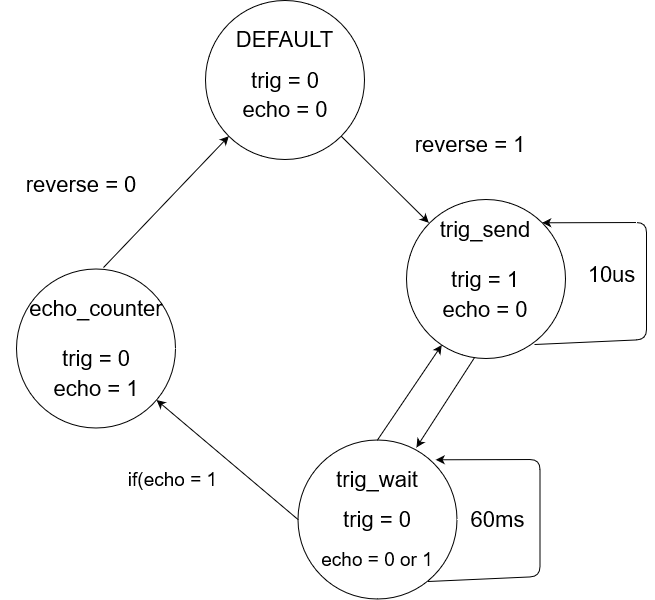 DEFAULT
trig = 0
echo = 0
reverse = 1
reverse = 0
trig_send
trig = 1
echo = 0
10us
echo_counter
trig = 0
echo = 1
if(echo = 1
trig_wait
trig = 0
echo = 0 or 1
60ms